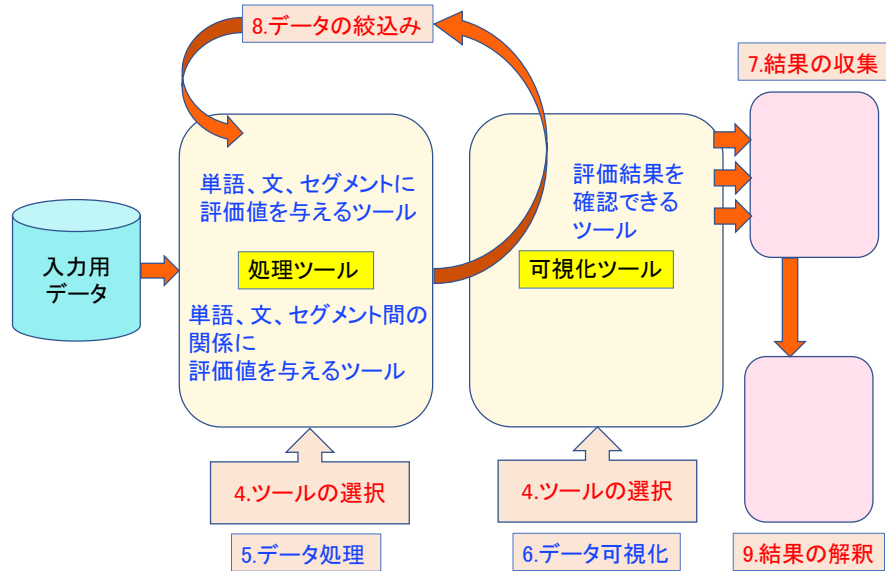 8.データの絞込み
7.結果の収集
単語、文、セグメントに
評価値を与えるツール
評価結果を
確認できる
ツール
入力用
データ
処理ツール
可視化ツール
単語、文、セグメント間の
関係に
評価値を与えるツール
4.ツールの選択
4.ツールの選択
5.データ処理
6.データ可視化
9.結果の解釈